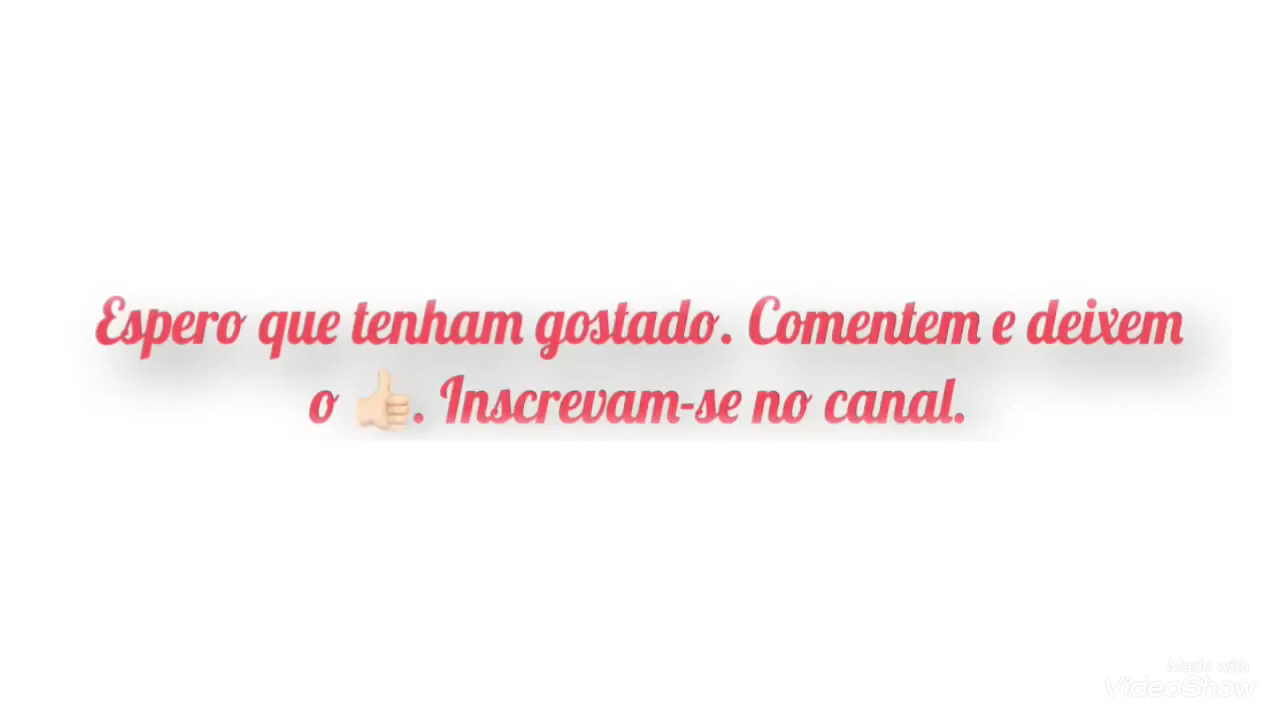 Espero que tenham gostado. Comentem e deixem
o 👍🏻. Inscrevam-se no canal.
Made with
VideoShow